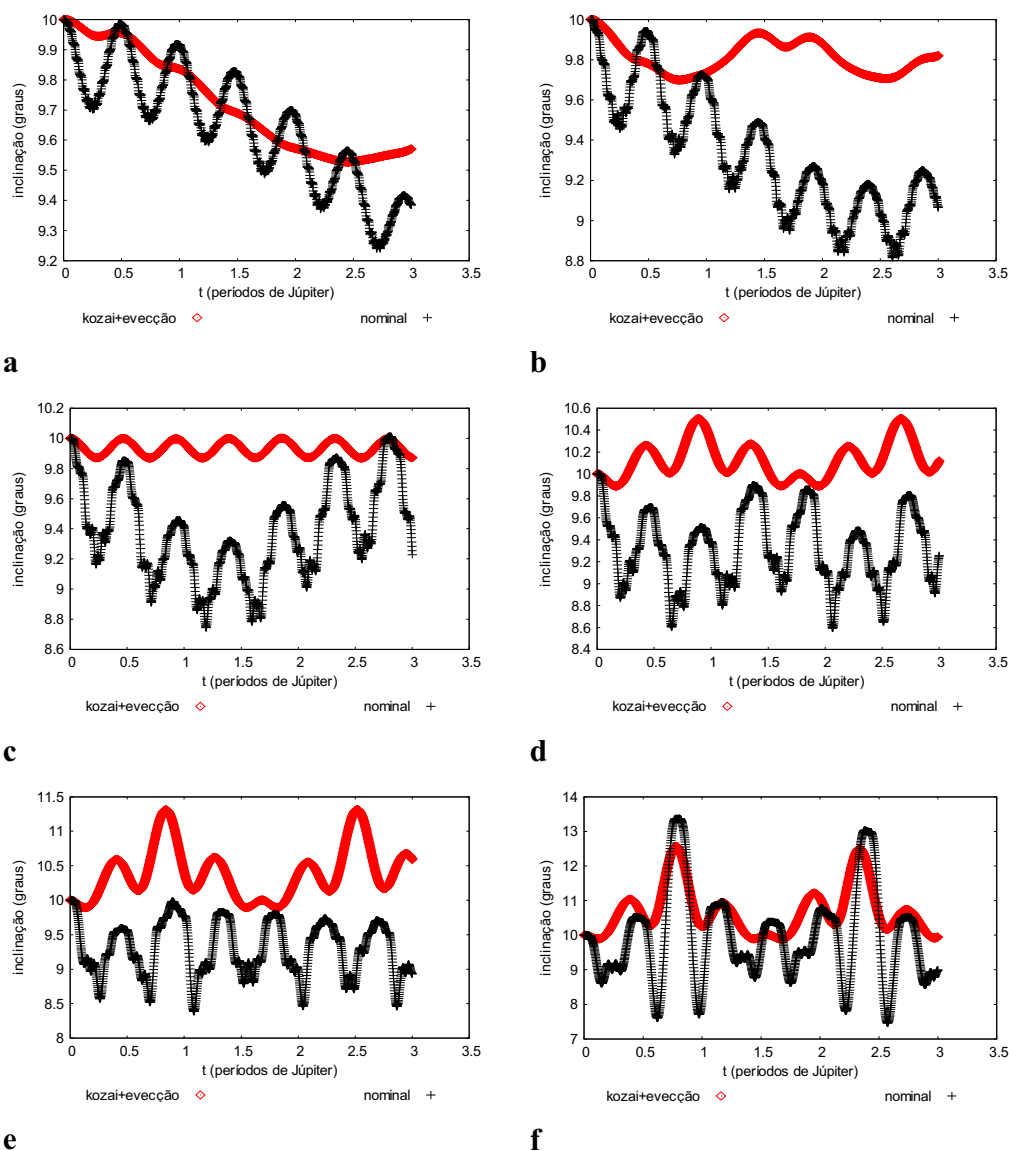 10
9.9
9.8
9.7
9.6
9.5
9.4
9.3
9.2
inclinação (graus)
0 0.5 1 1.5 2 2.5 3 3.5
t (períodos de Júpiter)
kozai+evecção nominal
a
10
9.8
9.6
9.4
9.2
9
8.8
inclinação (graus)
0 0.5 1 1.5 2 2.5 3 3.5
t (períodos de Júpiter)
kozai+evecção nominal
b
10.2
10
9.8
9.6
9.4
9.2
9
8.8
8.6
inclinação (graus)
0 0.5 1 1.5 2 2.5 3 3.5
t (períodos de Júpiter)
kozai+evecção nominal
c
10.6
10.4
10.2
10
9.8
9.6
9.4
9.2
9
8.8
8.6
8.4
inclinação (graus)
0 0.5 1 1.5 2 2.5 3 3.5
t (períodos de Júpiter)
kozai+evecção nominal
d
11.5
11
10.5
10
9.5
9
8.5
8
inclinação (graus)
0 0.5 1 1.5 2 2.5 3 3.5
t (períodos de Júpiter)
kozai+evecção nominal
e
14
13
12
11
10
9
8
7
inclinação (graus)
0 0.5 1 1.5 2 2.5 3 3.5
t (períodos de Júpiter)
kozai+evecção nominal
f